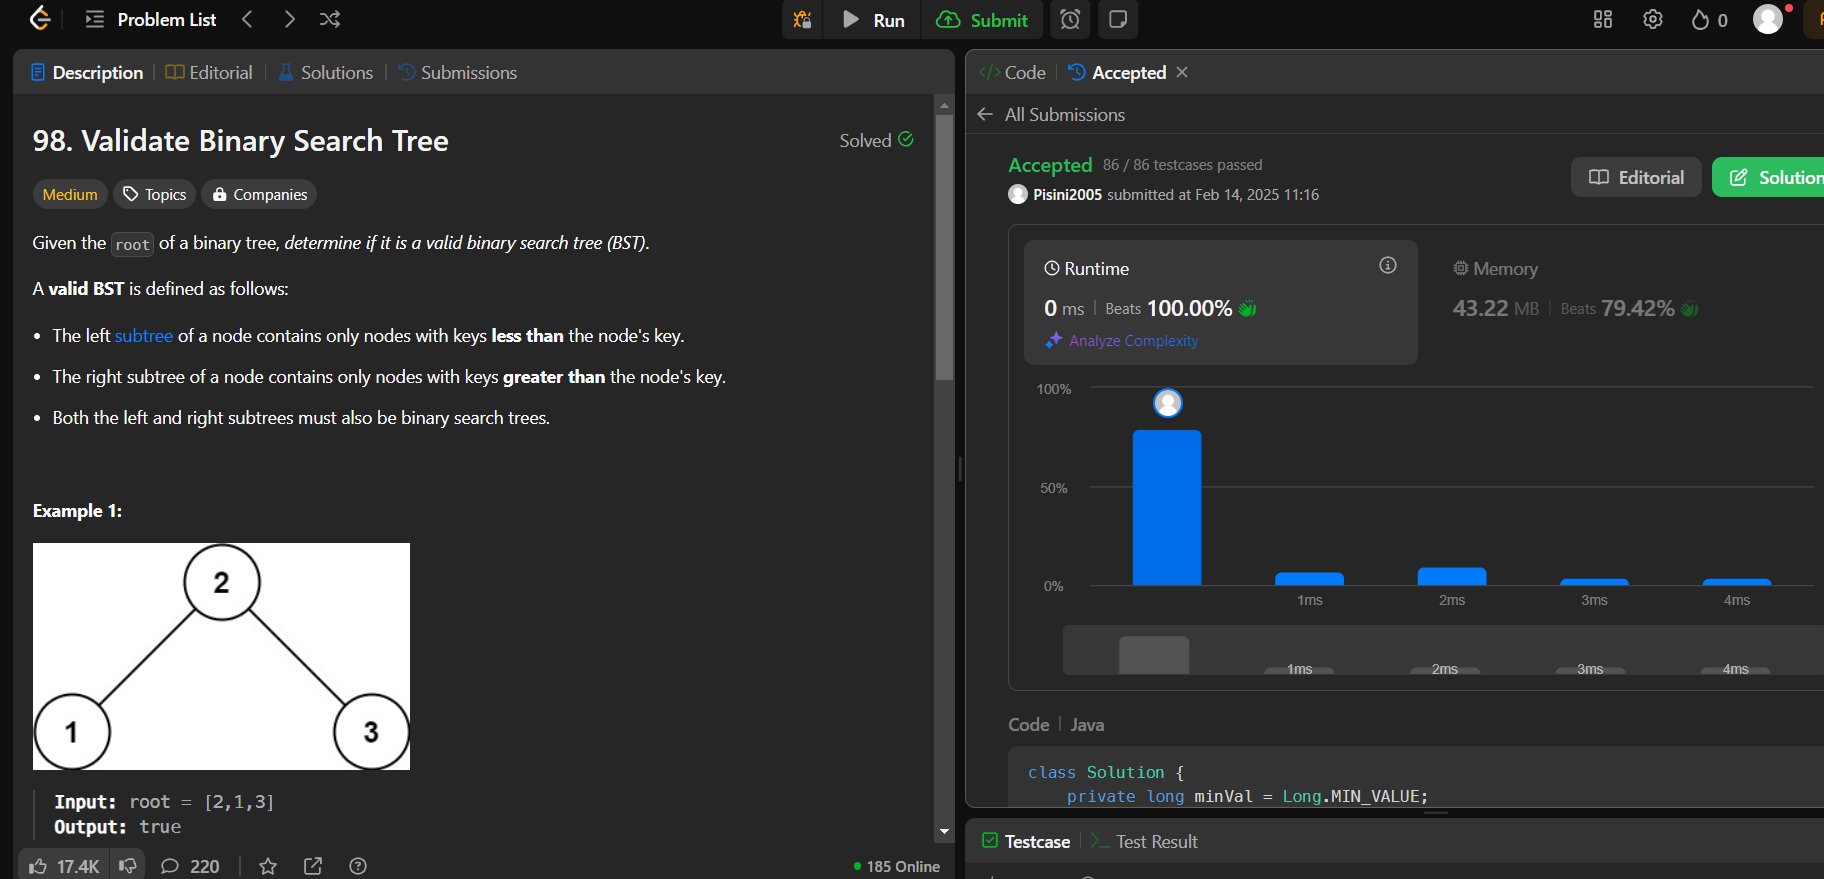 Problem List
Run
Submit
0
Description
Editorial
Solutions
Submissions
98. Validate Binary Search Tree
Solved
Medium
Topics
Companies
Given the root of a binary tree, determine if it is a valid binary search tree (BST).
A valid BST is defined as follows:
• The left subtree of a node contains only nodes with keys less than the node's key.
• The right subtree of a node contains only nodes with keys greater than the node's key.
• Both the left and right subtrees must also be binary search trees.
Example 1:
2
1
3
Input: root = [2,1,3]
Output: true
17.4K
220
185 Online
</> Code
Accepted
All Submissions
Accepted 86 / 86 testcases passed
Pisini2005 submitted at Feb 14, 2025 11:16
Editorial
Solution
Runtime
0 ms | Beats 100.00%
Analyze Complexity
Memory
43.22 MB | Beats 79.42%
100%
50%
0%
1ms
2ms
3ms
4ms
1ms
2ms
3ms
4ms
Code | Java
class Solution {
private long minVal = Long.MIN_VALUE;
Testcase
>_ Test Result